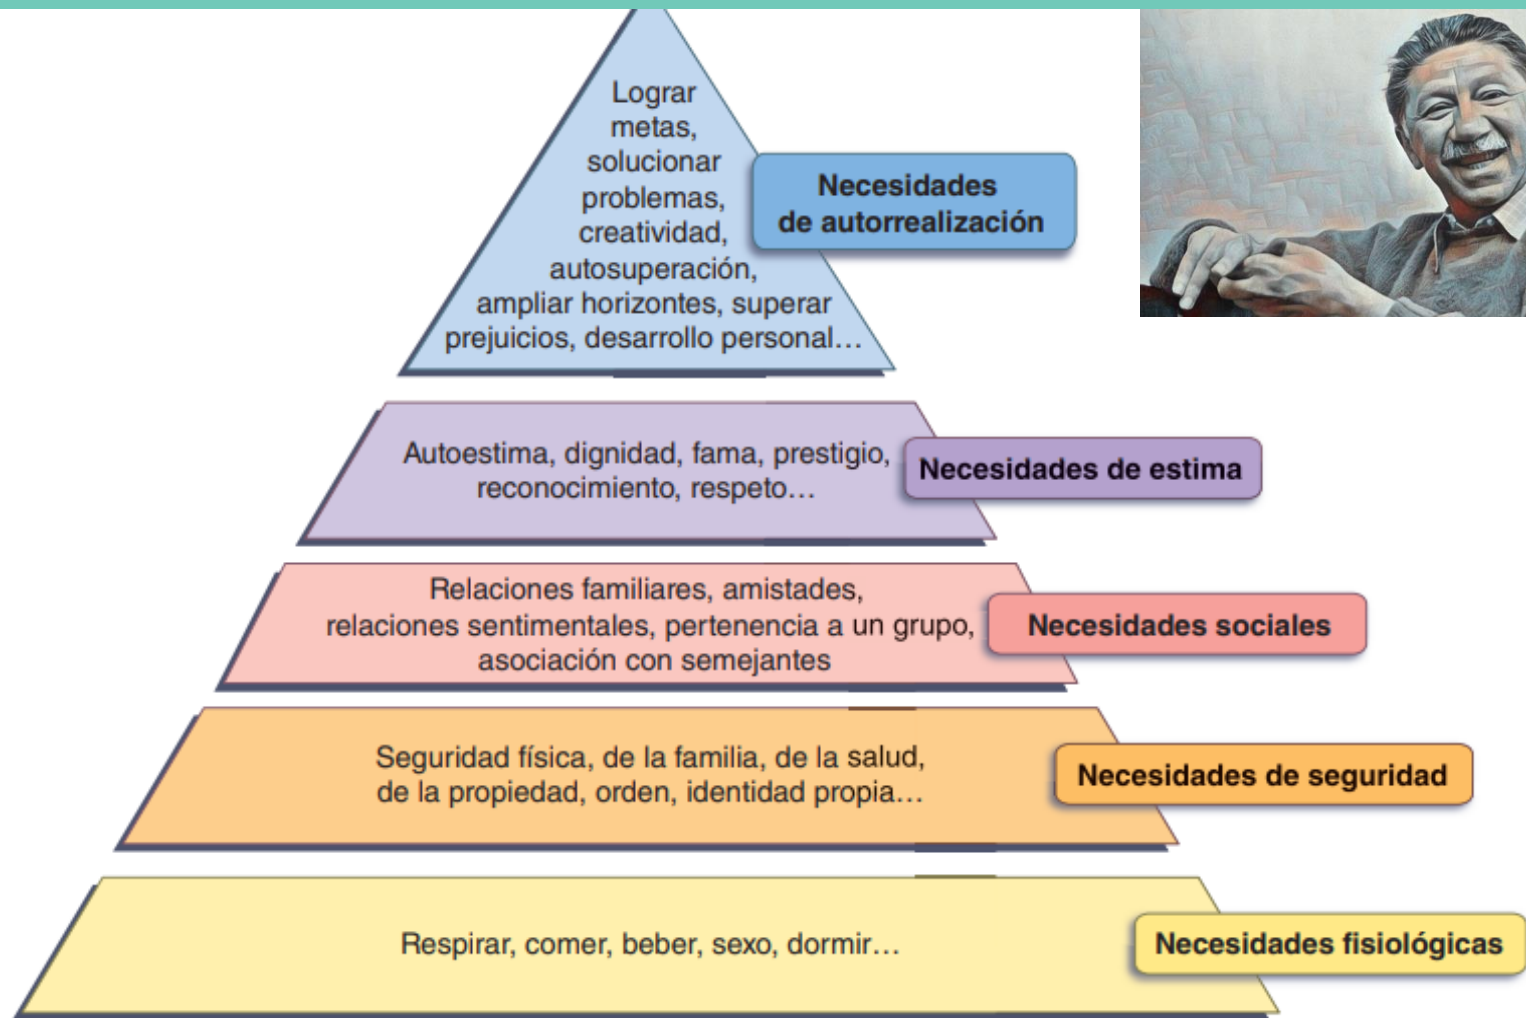 Lograr
metas,
solucionar
problemas,
creatividad,
autosuperación,
ampliar horizontes, superar
prejuicios, desarrollo personal…
Necesidades
de autorrealización
Autoestima, dignidad, fama, prestigio,
reconocimiento, respeto…
Necesidades de estima
Relaciones familiares, amistades,
relaciones sentimentales, pertenencia a un grupo,
asociación con semejantes
Necesidades sociales
Seguridad física, de la familia, de la salud,
de la propiedad, orden, identidad propia…
Necesidades de seguridad
Respirar, comer, beber, sexo, dormir…
Necesidades fisiológicas